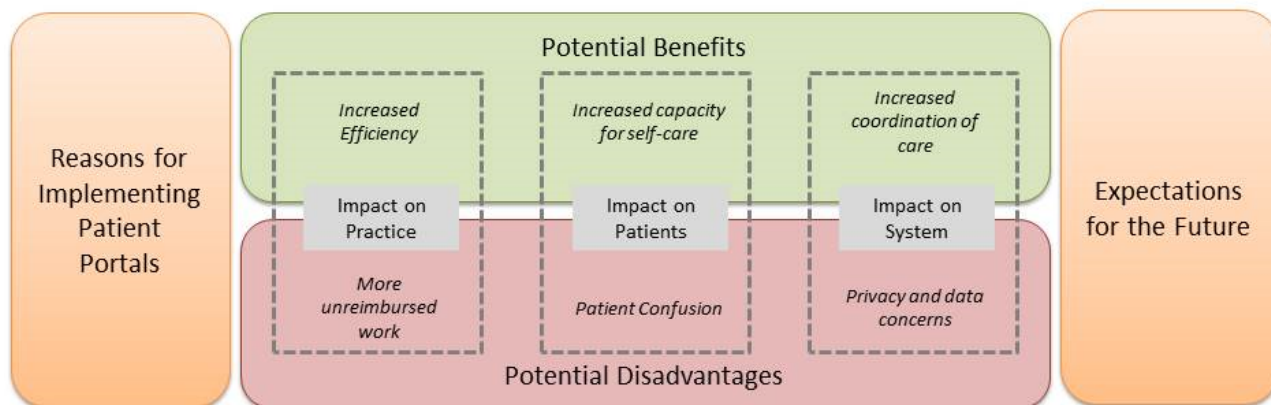 Reasons for
Implementing
Patient
Portals
Potential Benefits
Increased
Efficiency
Increased capacity
for self-care
Increased
coordination of
care
Impact on
Practice
Impact on
Patients
Impact on
System
More
unreimbursed
work
Patient Confusion
Privacy and data
concerns
Potential Disadvantages
Expectations
for the Future